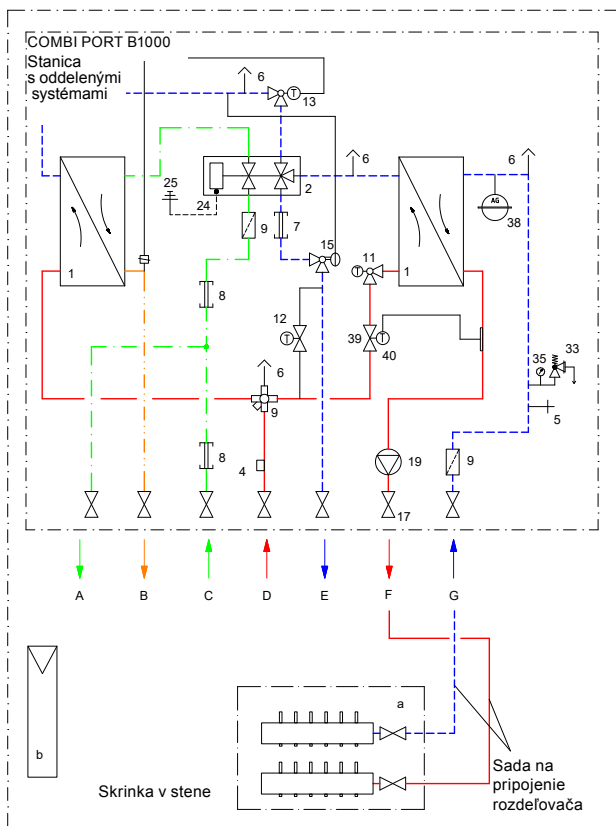 COMBI PORT B1000
Stanica
s oddelenými
systémami
6
T
13
6
6
25
24
2
AG
38
9
7
15
11
T
1
1
8
12
T
39
T
40
35
33
6
9
5
8
4
19
9
17
A
B
C
D
E
F
G
a
b
Skrinka v stene
Sada na
pripojenie
rozdeľovača